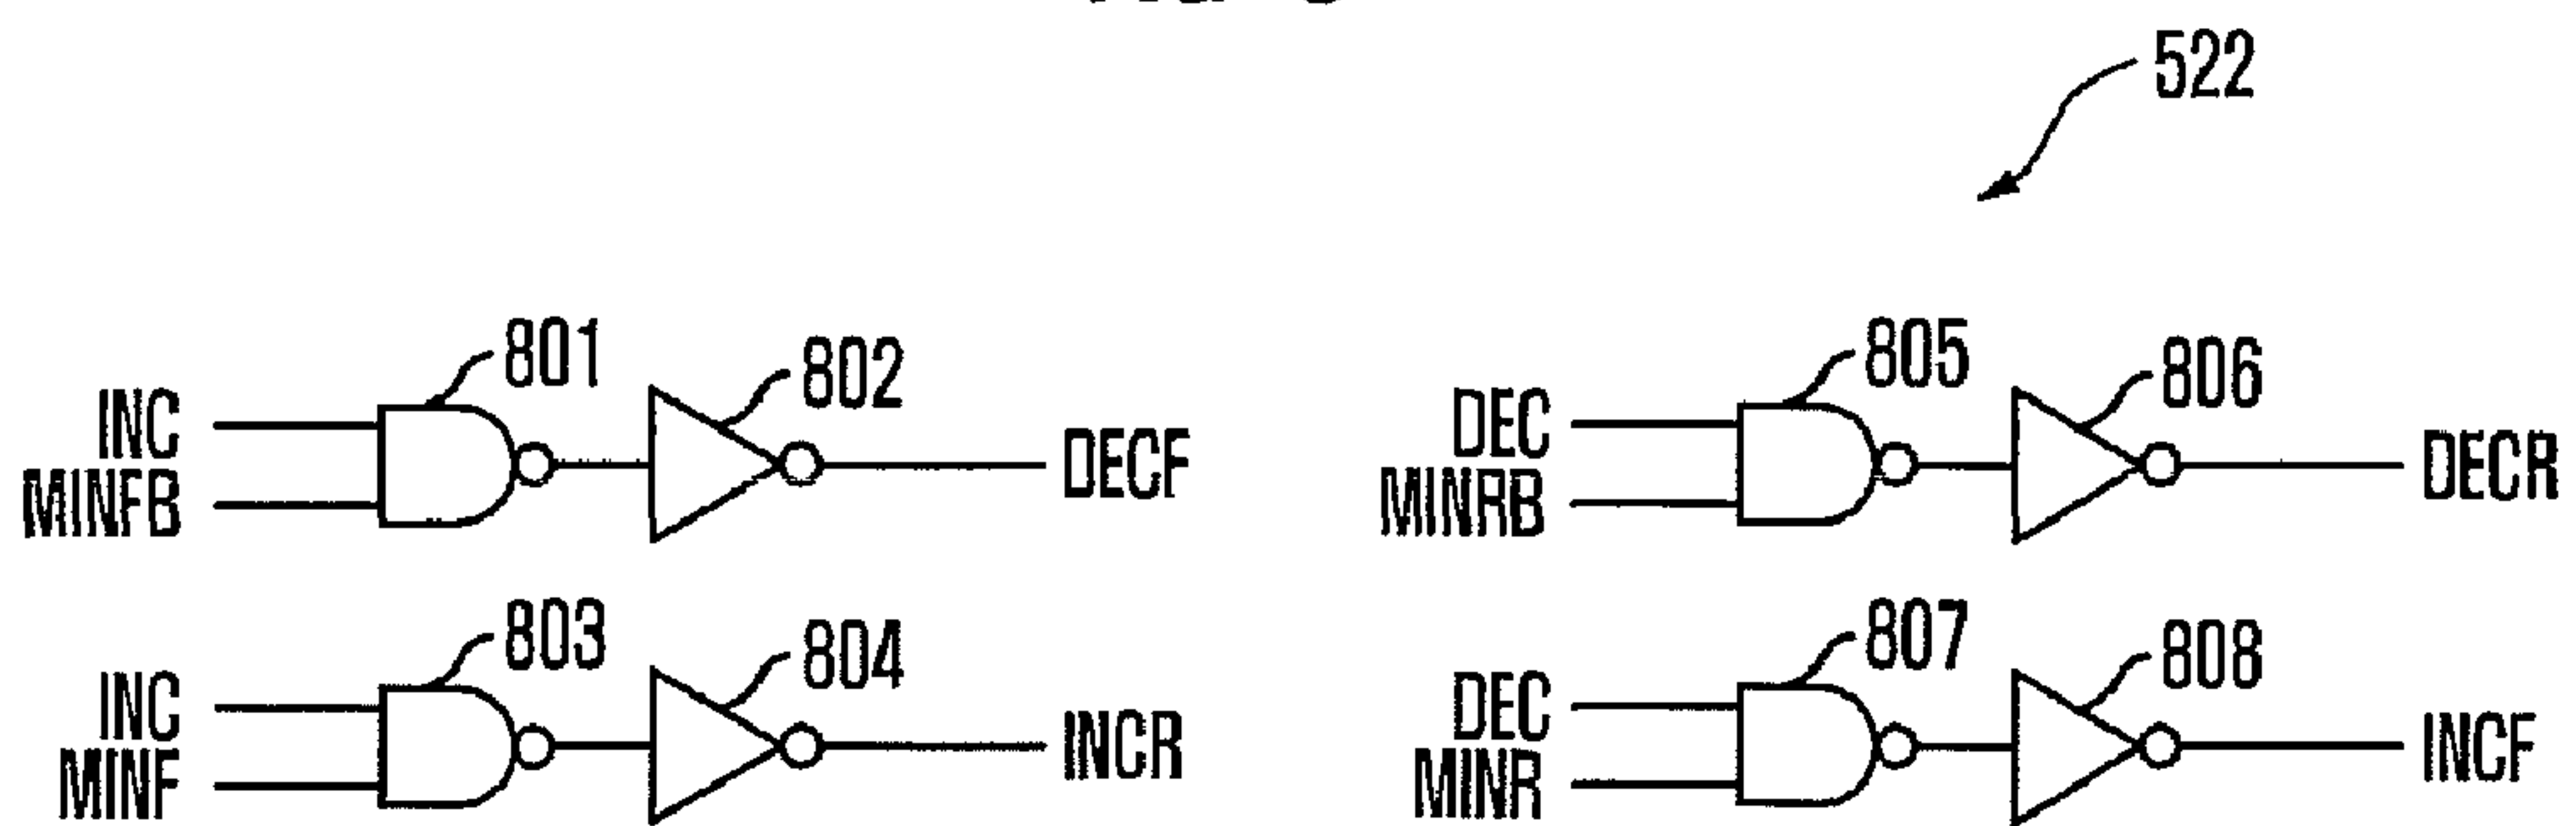 522
801
802
INC
MINFB
DECF
805
806
DEC
MINRB
DECR
803
804
INC
MINF
INCR
807
808
DEC
MINR
INCF